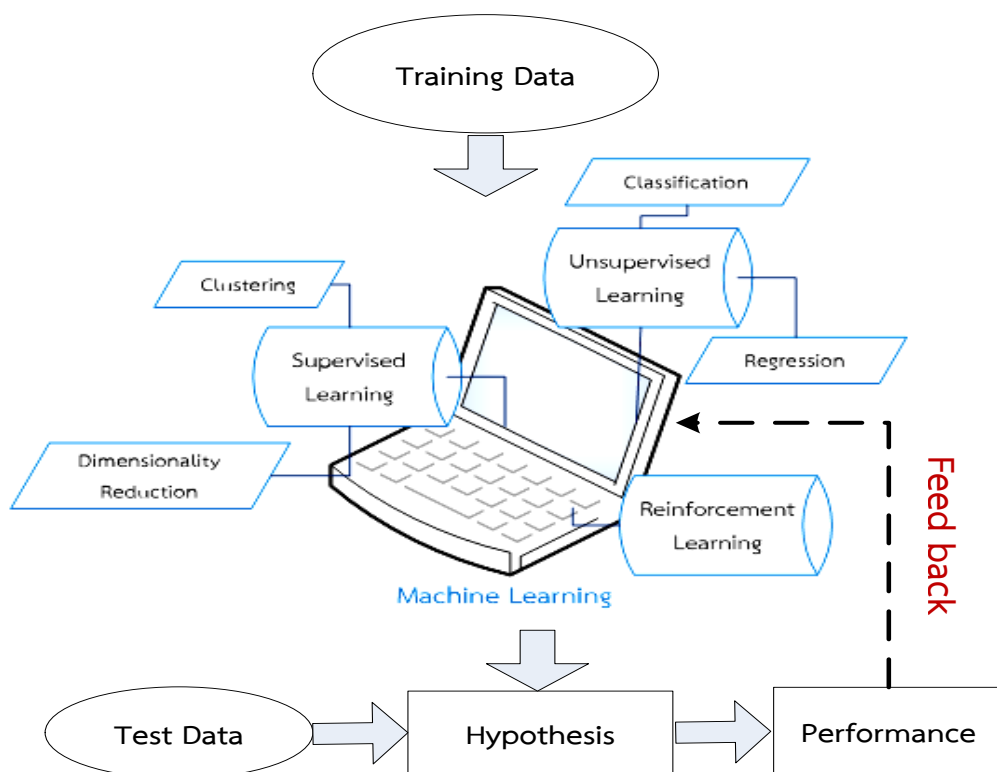 Training Data
Classification
Unsupervised
Learning
Clustering
Regression
Supervised
Learning
Dimensionality
Reduction
Reinforcement
Learning
Machine Learning
Feed back
Test Data
Hypothesis
Performance